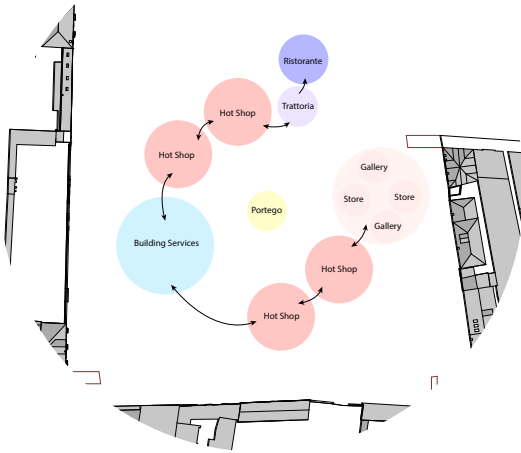 Ristorante
Trattoria
Hot Shop
Hot Shop
Gallery
Store
Store
Portego
Gallery
Building Services
Hot Shop
Hot Shop